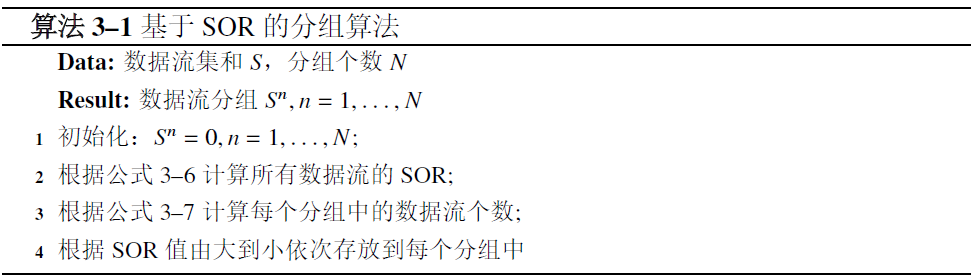 算法 3–1 基于 SOR 的分组算法
Data: 数据流集和 S，分组个数 N
Result: 数据流分组 Sⁿ, n = 1, . . . , N
1 初始化：Sⁿ = 0, n = 1, . . . , N;
2 根据公式 3–6 计算所有数据流的 SOR;
3 根据公式 3–7 计算每个分组中的数据流个数;
4 根据 SOR 值由大到小依次存放到每个分组中